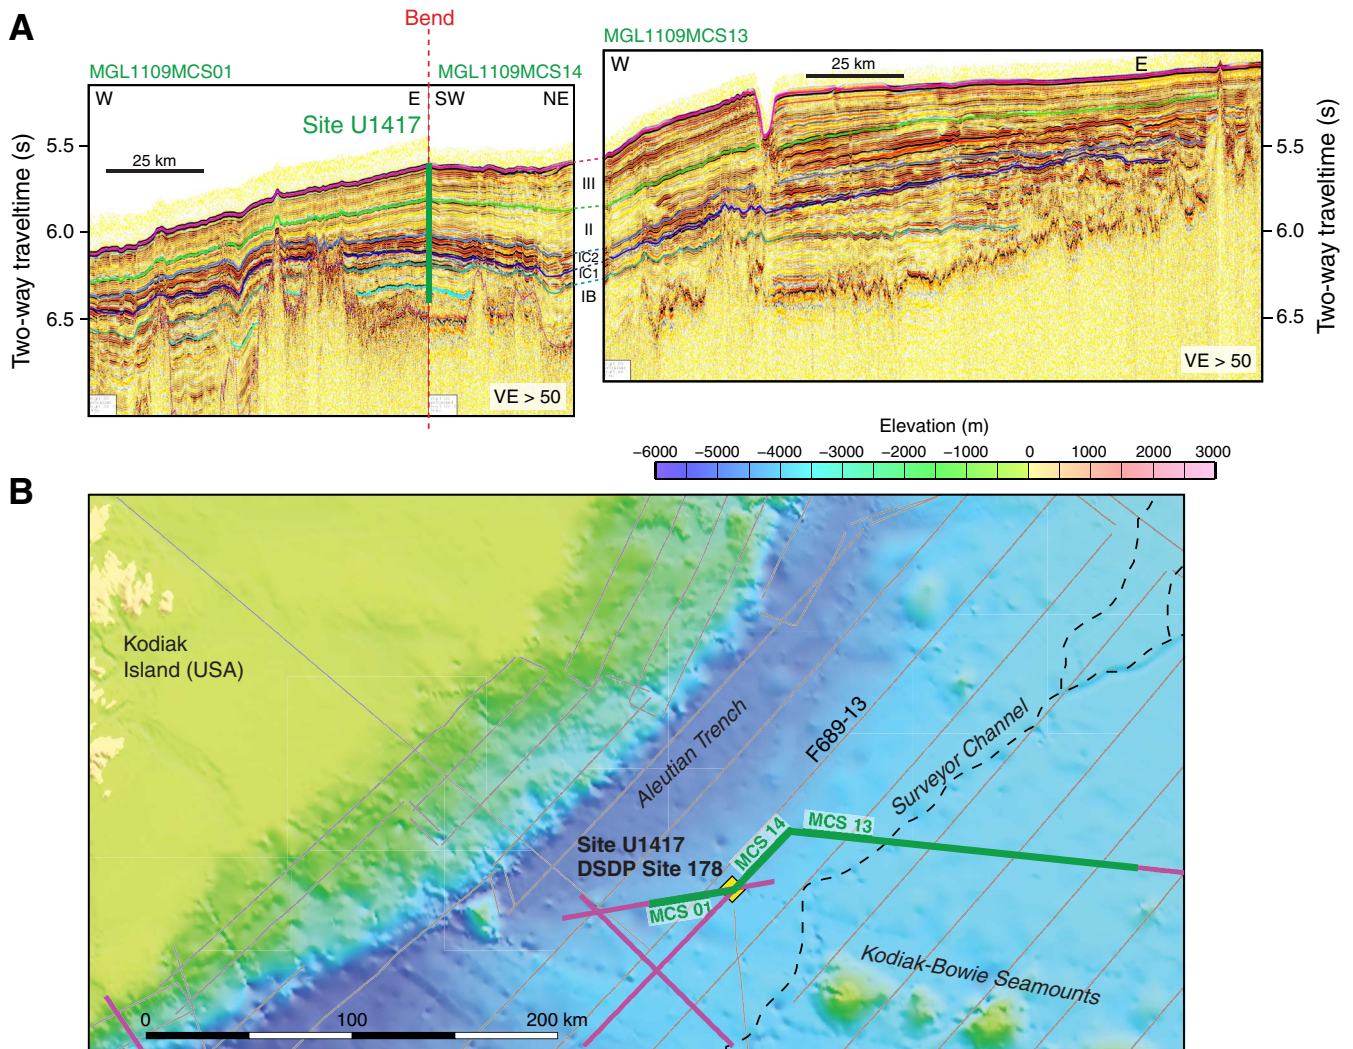 A
Bend
MGL1109MCS01
MGL1109MCS14
MGL1109MCS13
W
E
SW
NE
W
E
Site U1417
25 km
25 km
Two-way traveltime (s)
5.5
6.0
6.5
III
II
IC2
IC1
IB
5.5
6.0
6.5
Two-way traveltime (s)
VE > 50
VE > 50
Elevation (m)
−6000 −5000 −4000 −3000 −2000 −1000 0 1000 2000 3000
B
Kodiak
Island (USA)
Aleutian Trench
F689-13
Surveyor Channel
Site U1417
DSDP Site 178
MCS 14
MCS 13
MCS 01
Kodiak-Bowie Seamounts
0 100 200 km